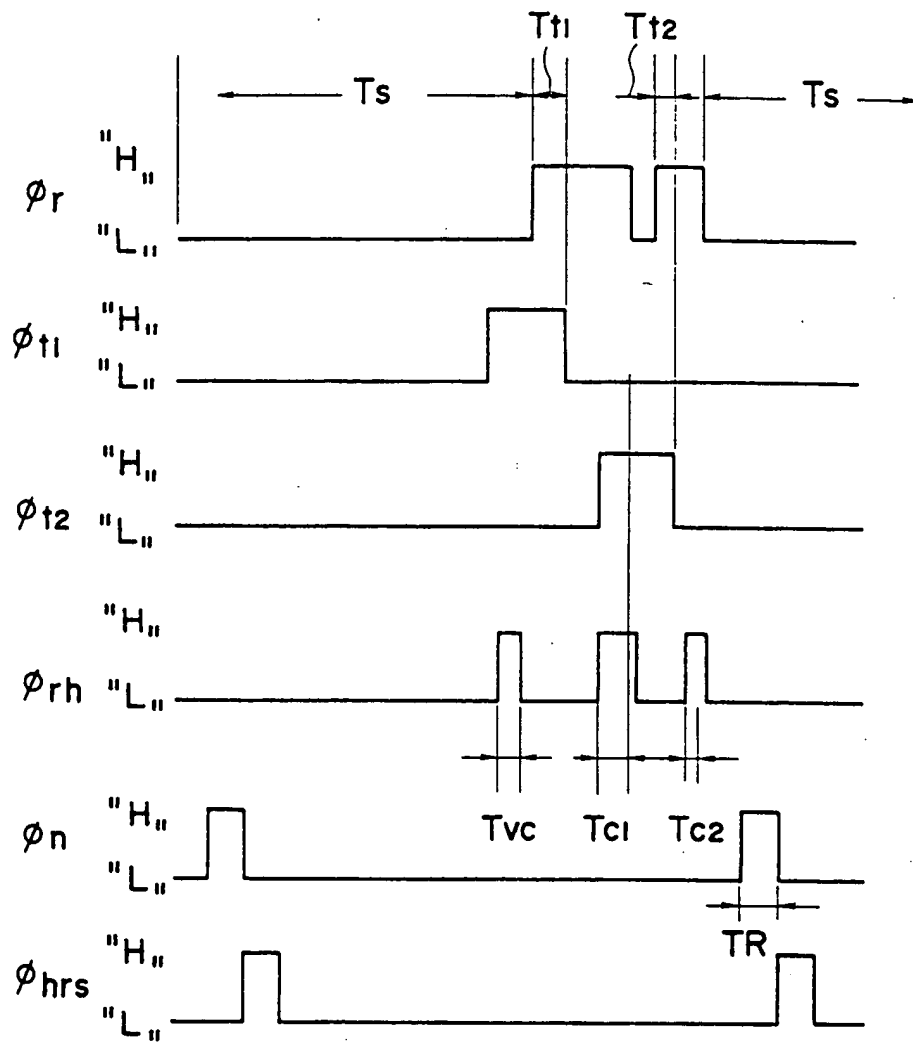 Tt1 Tt2
Ts Ts
"H"
φr
"L"
"H"
φt1
"L"
"H"
φt2
"L"
"H"
φrh "L"
Tvc Tc1 Tc2
"H"
φn
"L"
TR
"H"
φhrs
"L"